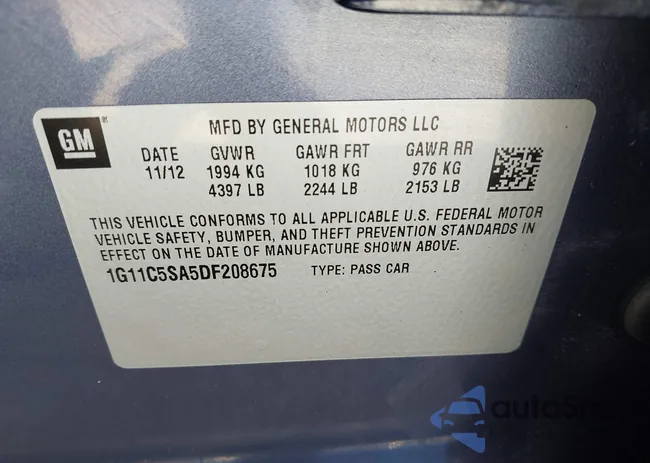 GM
MFD BY GENERAL MOTORS LLC
DATE GVWR GAWR FRT GAWR RR
11/12 1994 KG 1018 KG 976 KG
4397 LB 2244 LB 2153 LB
THIS VEHICLE CONFORMS TO ALL APPLICABLE U.S. FEDERAL MOTOR
VEHICLE SAFETY, BUMPER, AND THEFT PREVENTION STANDARDS IN
EFFECT ON THE DATE OF MANUFACTURE SHOWN ABOVE.
1G11C5SA5DF208675 TYPE: PASS CAR